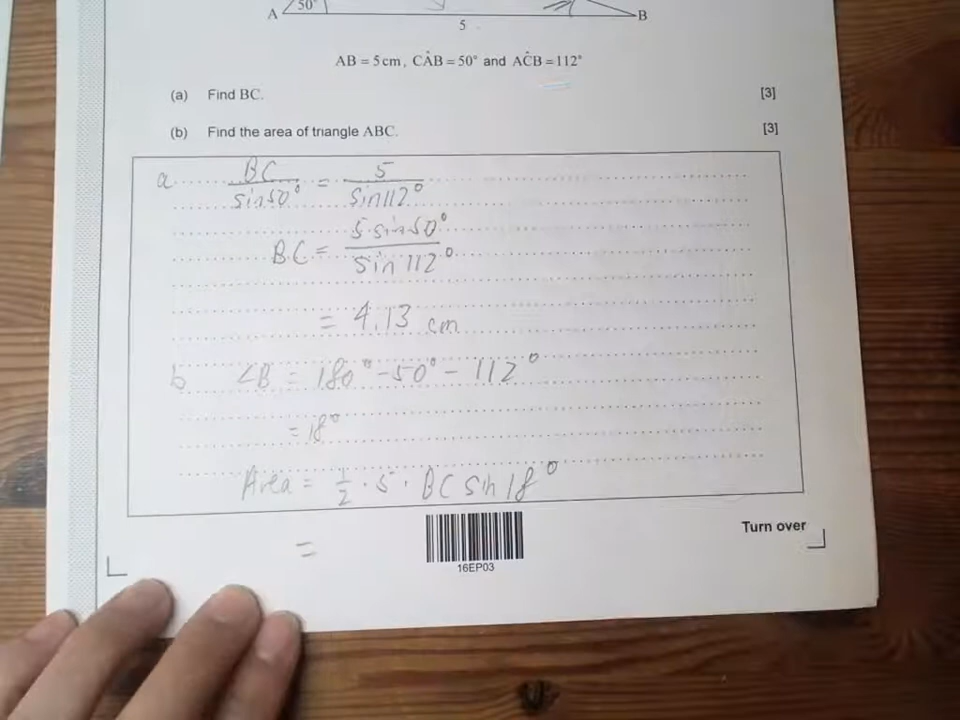 50°
A B
5
AB = 5 cm, CÂB = 50° and AĈB = 112°
(a) Find BC. [3]
(b) Find the area of triangle ABC. [3]
a BC/sin50° = 5/sin112°
BC = 5·sin50°/sin112°
= 4.13 cm
b ∠B = 180° - 50° - 112°
= 18°
Area = 1/2 · 5 · BC sin 18°
=
Turn over
16EP03